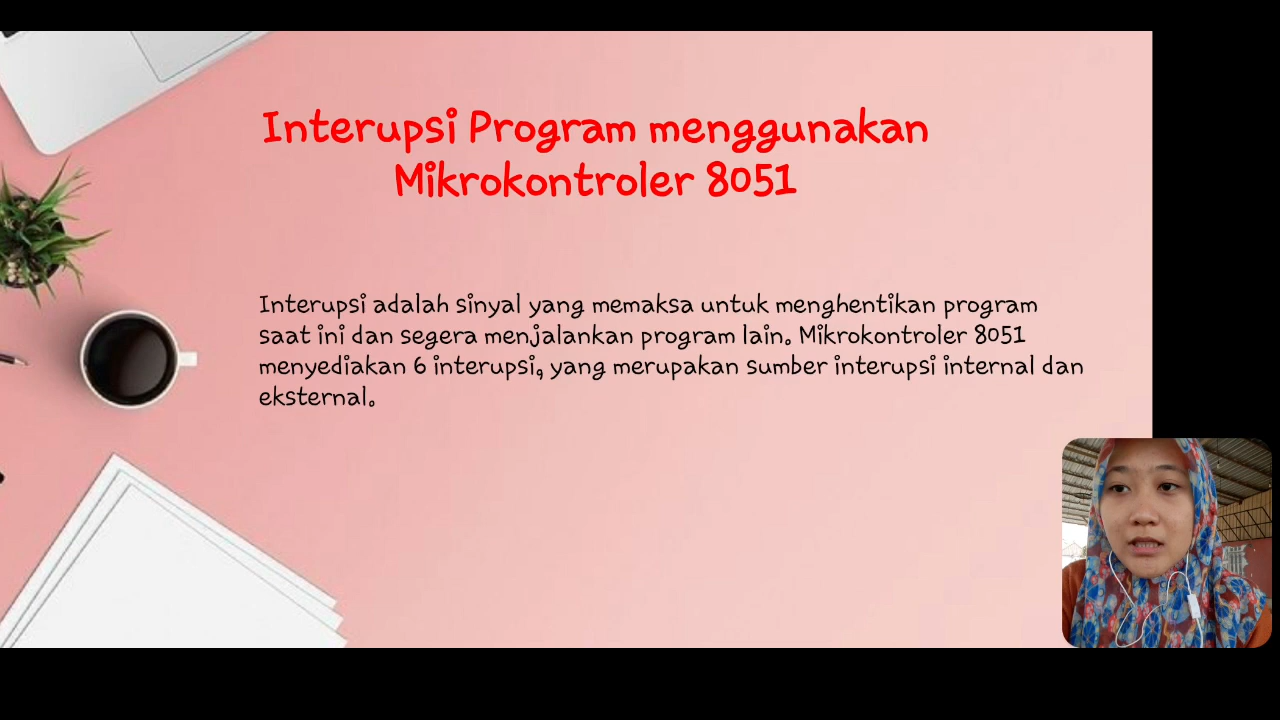 Interupsi Program menggunakan
Mikrokontroler 8051
Interupsi adalah sinyal yang memaksa untuk menghentikan program
saat ini dan segera menjalankan program lain. Mikrokontroler 8051
menyediakan 6 interupsi, yang merupakan sumber interupsi internal dan
eksternal.